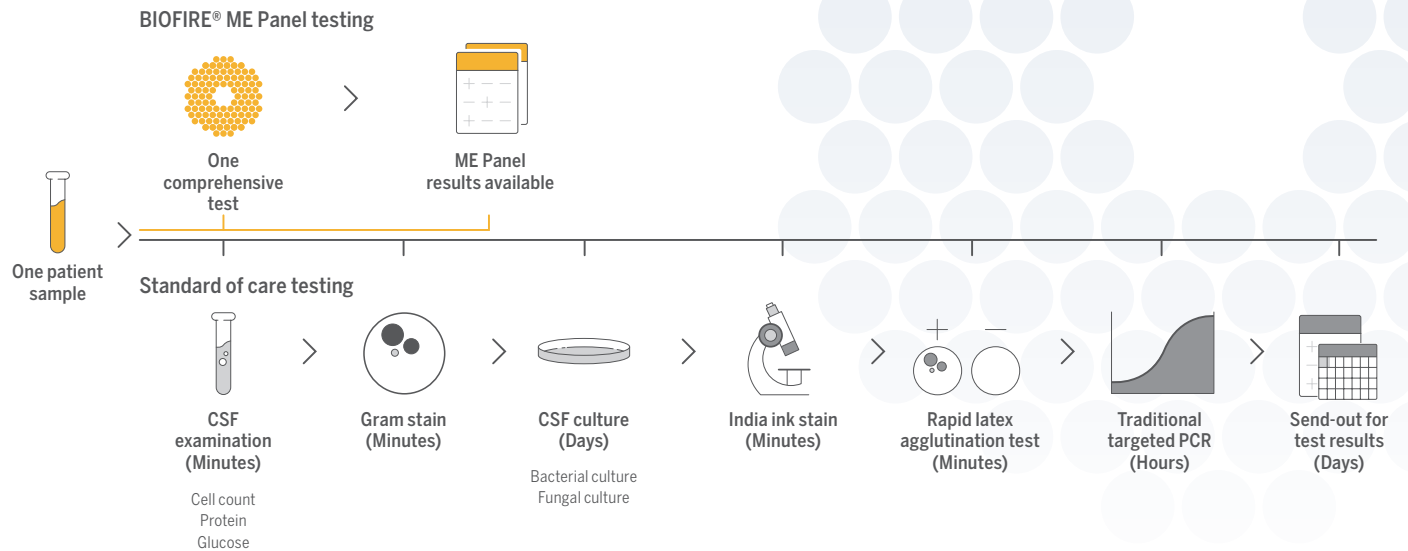 BIOFIRE® ME Panel testing
One
comprehensive
test
ME Panel
results available
One patient
sample
Standard of care testing
CSF
examination
(Minutes)
Cell count
Protein
Glucose
Gram stain
(Minutes)
CSF culture
(Days)
Bacterial culture
Fungal culture
India ink stain
(Minutes)
Rapid latex
agglutination test
(Minutes)
Traditional
targeted PCR
(Hours)
Send-out for
test results
(Days)